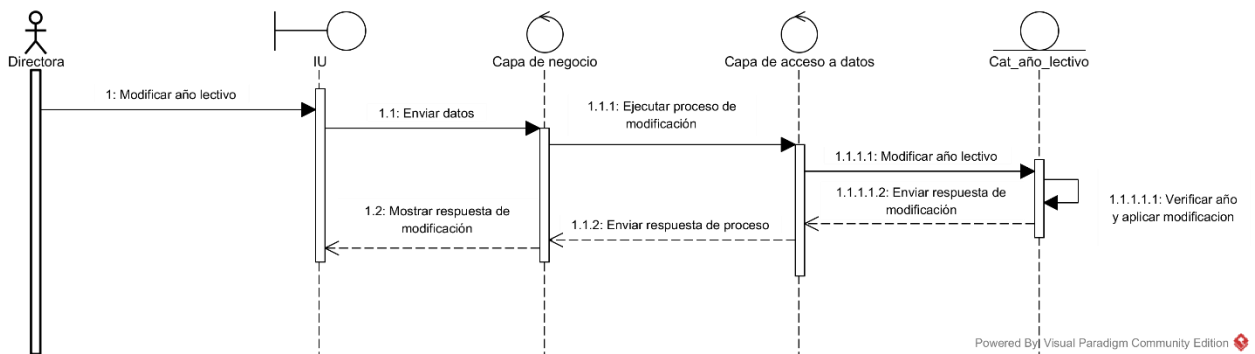 Directora
IU
Capa de negocio
Capa de acceso a datos
Cat_año_lectivo
1: Modificar año lectivo
1.1: Enviar datos
1.1.1: Ejecutar proceso de
modificación
1.1.1.1: Modificar año lectivo
1.1.1.1.1: Verificar año
y aplicar modificacion
1.1.1.1.2: Enviar respuesta de
modificación
1.1.2: Enviar respuesta de proceso
1.2: Mostrar respuesta de
modificación
Powered By Visual Paradigm Community Edition